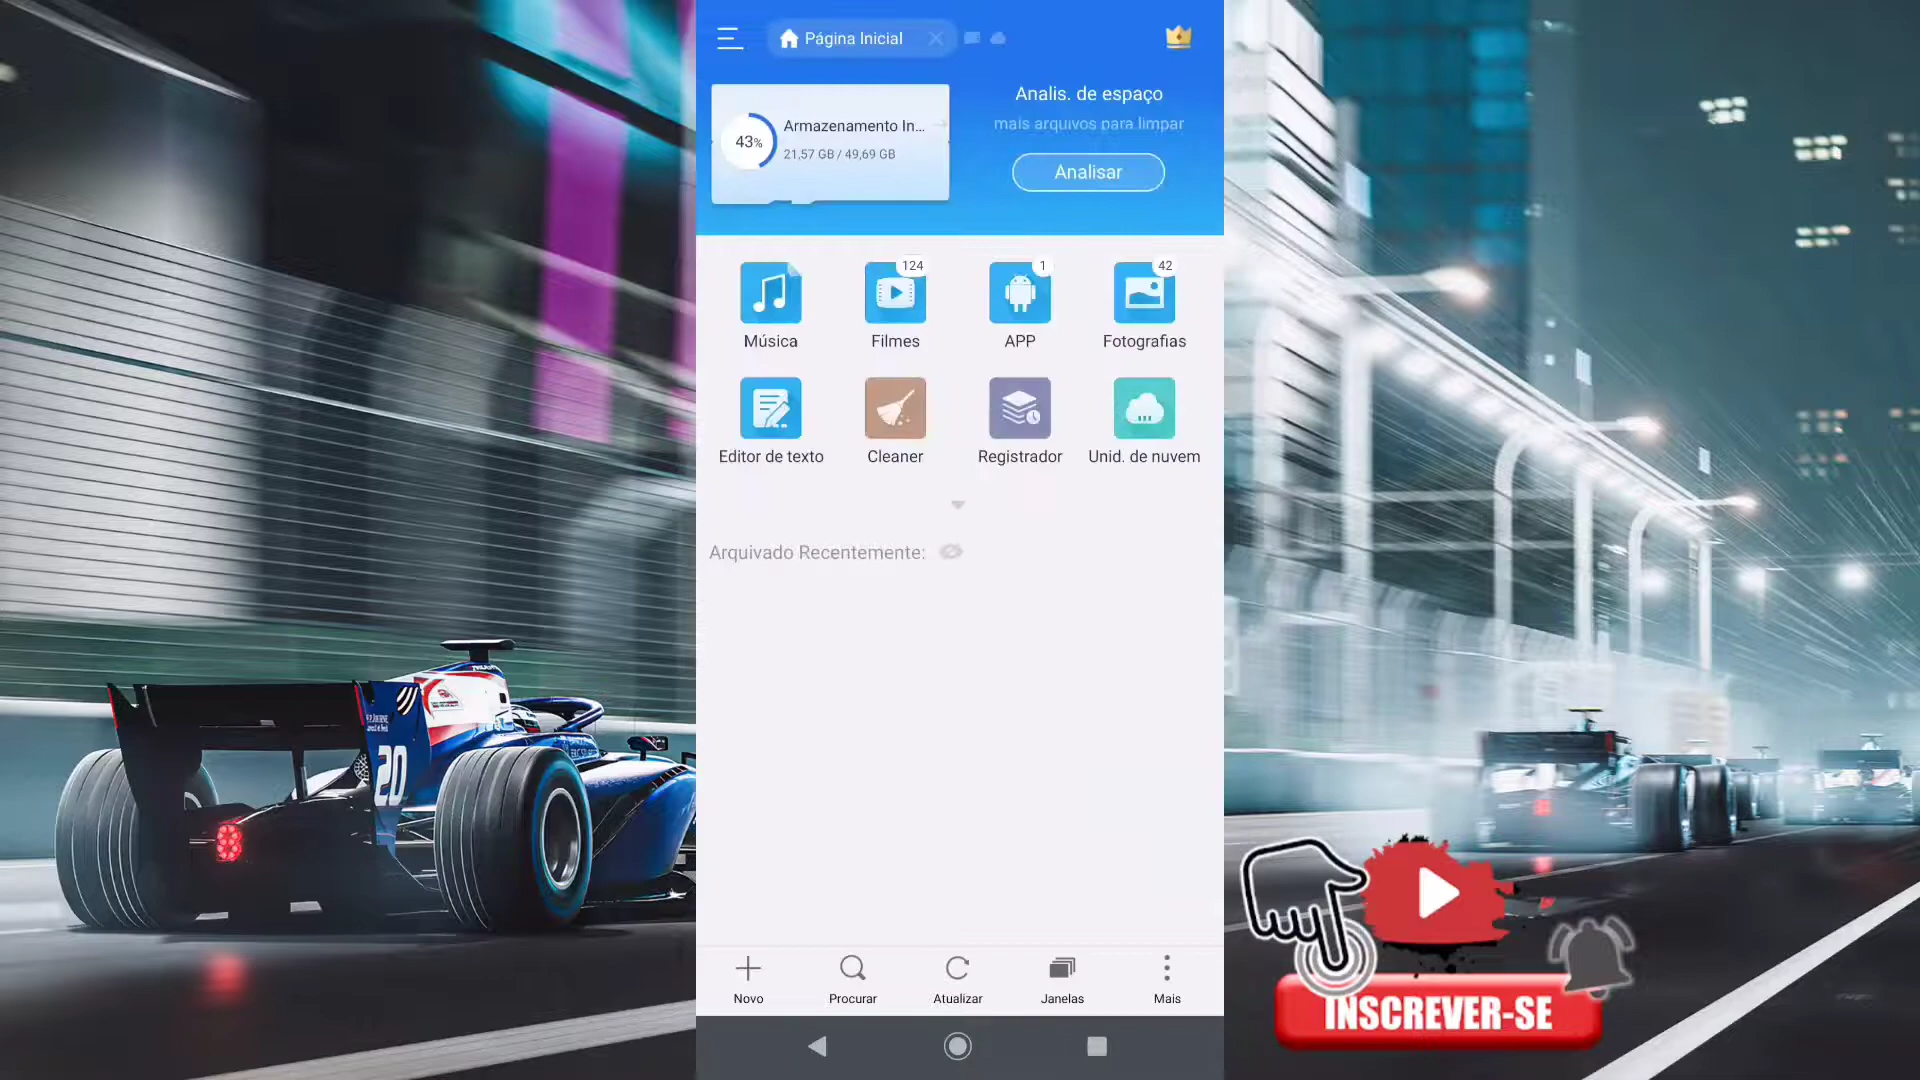 Página Inicial
Analis. de espaço
mais arquivos para limpar
Analisar
43%
Armazenamento In...
21,57 GB / 49,69 GB
124
1
42
Música
Filmes
APP
Fotografias
Editor de texto
Cleaner
Registrador
Unid. de nuvem
Arquivado Recentemente:
20
Novo
Procurar
Atualizar
Janelas
Mais
INSCREVER-SE